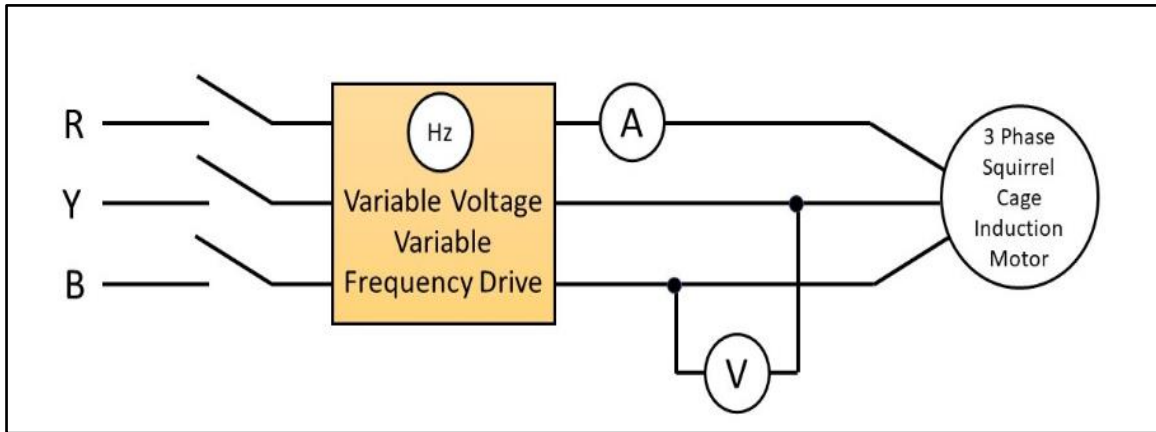 R
Y
B
Hz
Variable Voltage
Variable
Frequency Drive
A
V
3 Phase
Squirrel
Cage
Induction
Motor